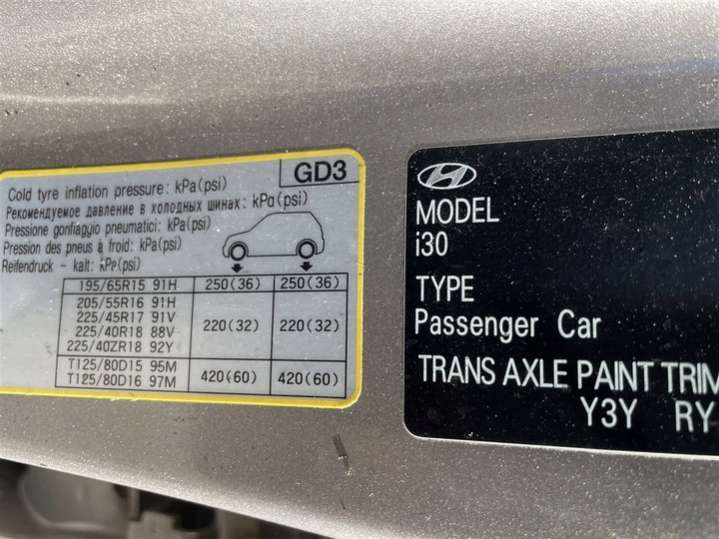 GD3
Cold tyre inflation pressure: kPa(psi)
Рекомендуемое давление в холодных шинах: kPa(psi)
Pressione gonfiaggio pneumatici: kPa(psi)
Pression des pneus à froid: kPa(psi)
Reifendruck - kalt: kPa(psi)
195/65R15 91H 250(36) 250(36)
205/55R16 91H
225/45R17 91V
225/40R18 88V
225/40ZR18 92Y
220(32) 220(32)
T125/80D15 95M
T125/80D16 97M
420(60) 420(60)
MODEL
i30
TYPE
Passenger Car
TRANS AXLE PAINT TRIM
Y3Y RY